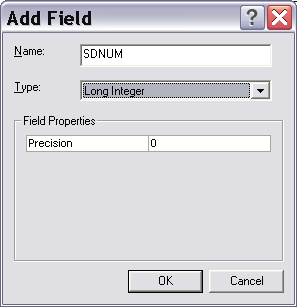 Add Field
Name: SDNUM
Type: Long Integer
Field Properties
Precision 0
OK Cancel